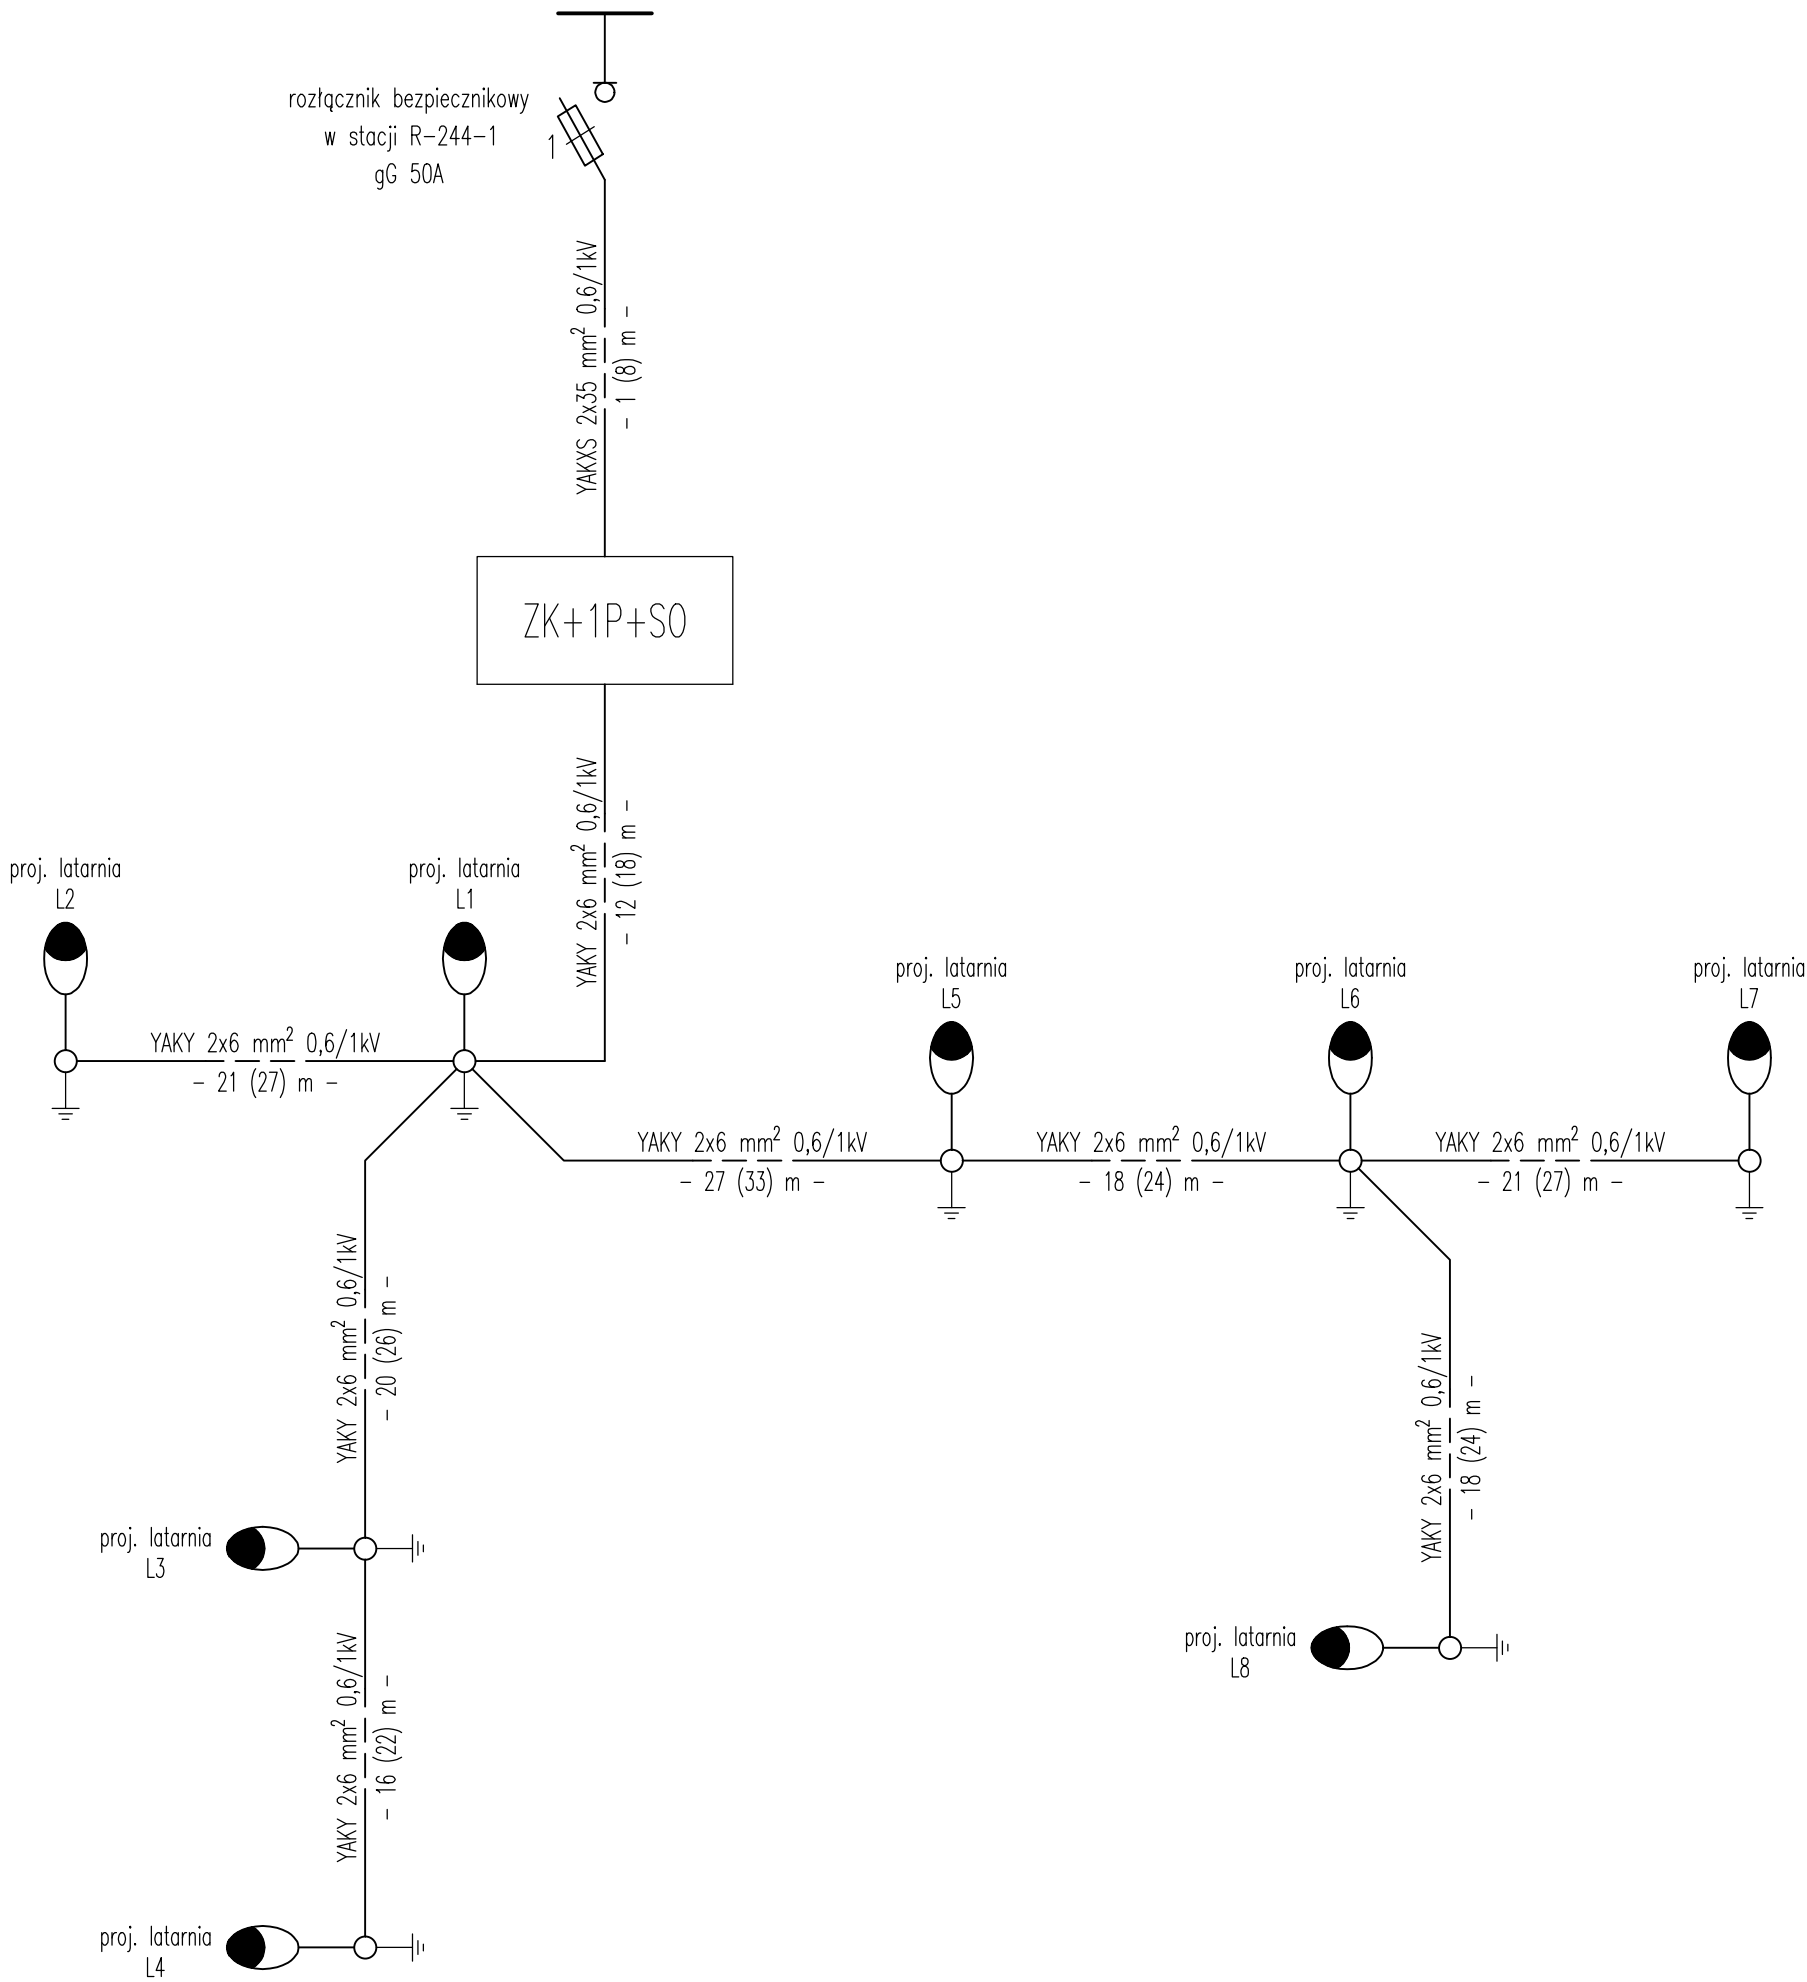 rozłącznik bezpiecznikowy
w stacji R-244-1
gG 50A
1
YAKXS 2x35 mm² 0,6/1kV
- 1 (8) m -
ZK+1P+SO
YAKY 2x6 mm² 0,6/1kV
- 12 (18) m -
proj. latarnia
L2
proj. latarnia
L1
YAKY 2x6 mm² 0,6/1kV
- 21 (27) m -
proj. latarnia
L5
proj. latarnia
L6
proj. latarnia
L7
YAKY 2x6 mm² 0,6/1kV
- 27 (33) m -
YAKY 2x6 mm² 0,6/1kV
- 18 (24) m -
YAKY 2x6 mm² 0,6/1kV
- 21 (27) m -
YAKY 2x6 mm² 0,6/1kV
- 20 (26) m -
YAKY 2x6 mm² 0,6/1kV
- 18 (24) m -
proj. latarnia
L3
proj. latarnia
L8
YAKY 2x6 mm² 0,6/1kV
- 16 (22) m -
proj. latarnia
L4